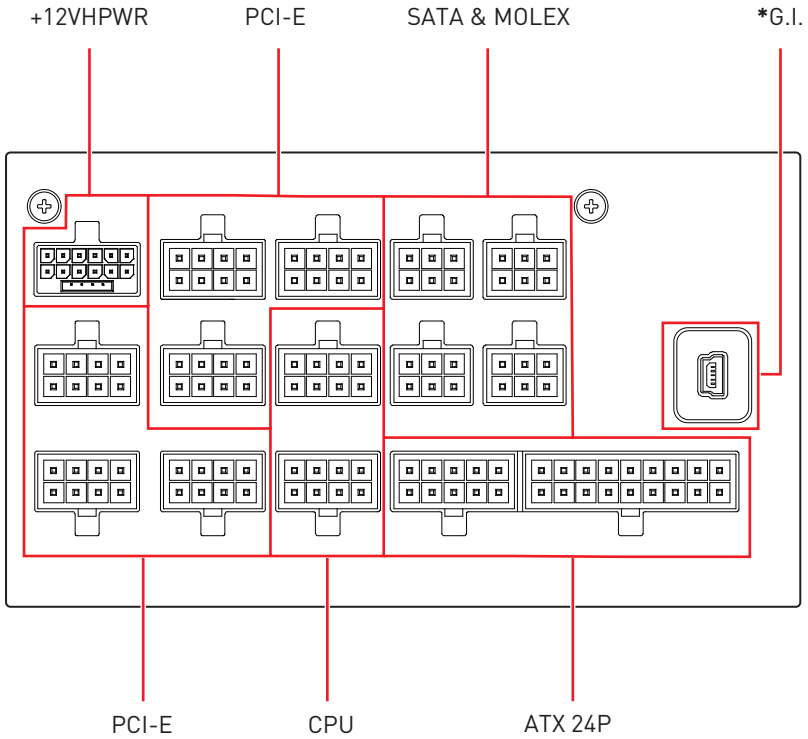 +12VHPWR
PCI-E
SATA & MOLEX
*G.I.
PCI-E
CPU
ATX 24P